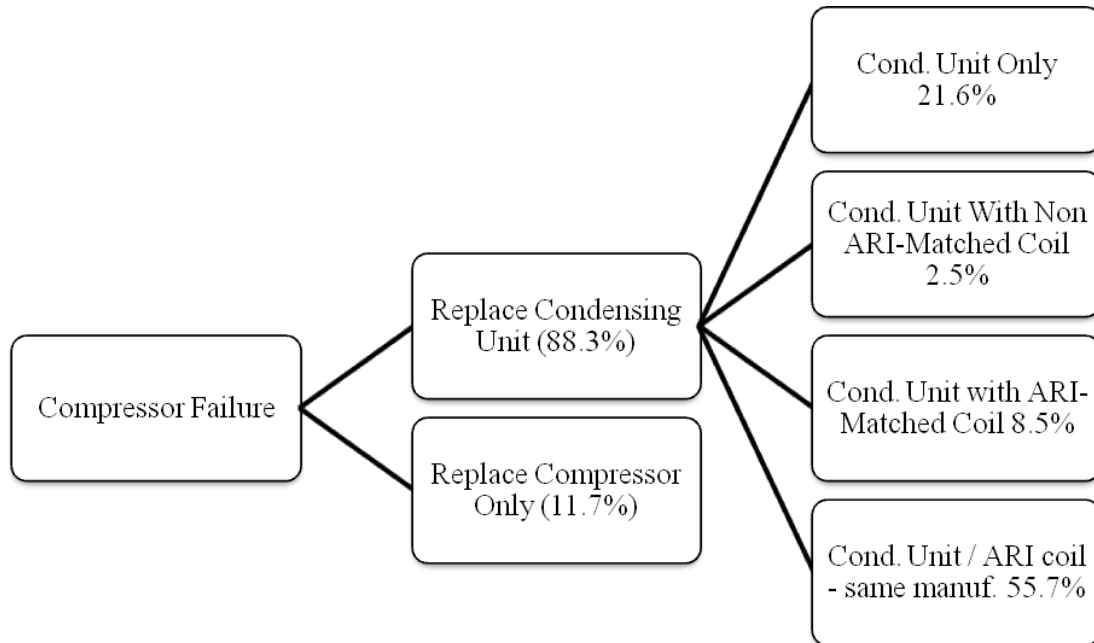 Compressor Failure
Replace Condensing
Unit (88.3%)
Replace Compressor
Only (11.7%)
Cond. Unit Only
21.6%
Cond. Unit With Non
ARI-Matched Coil
2.5%
Cond. Unit with ARI-
Matched Coil 8.5%
Cond. Unit / ARI coil
- same manuf. 55.7%